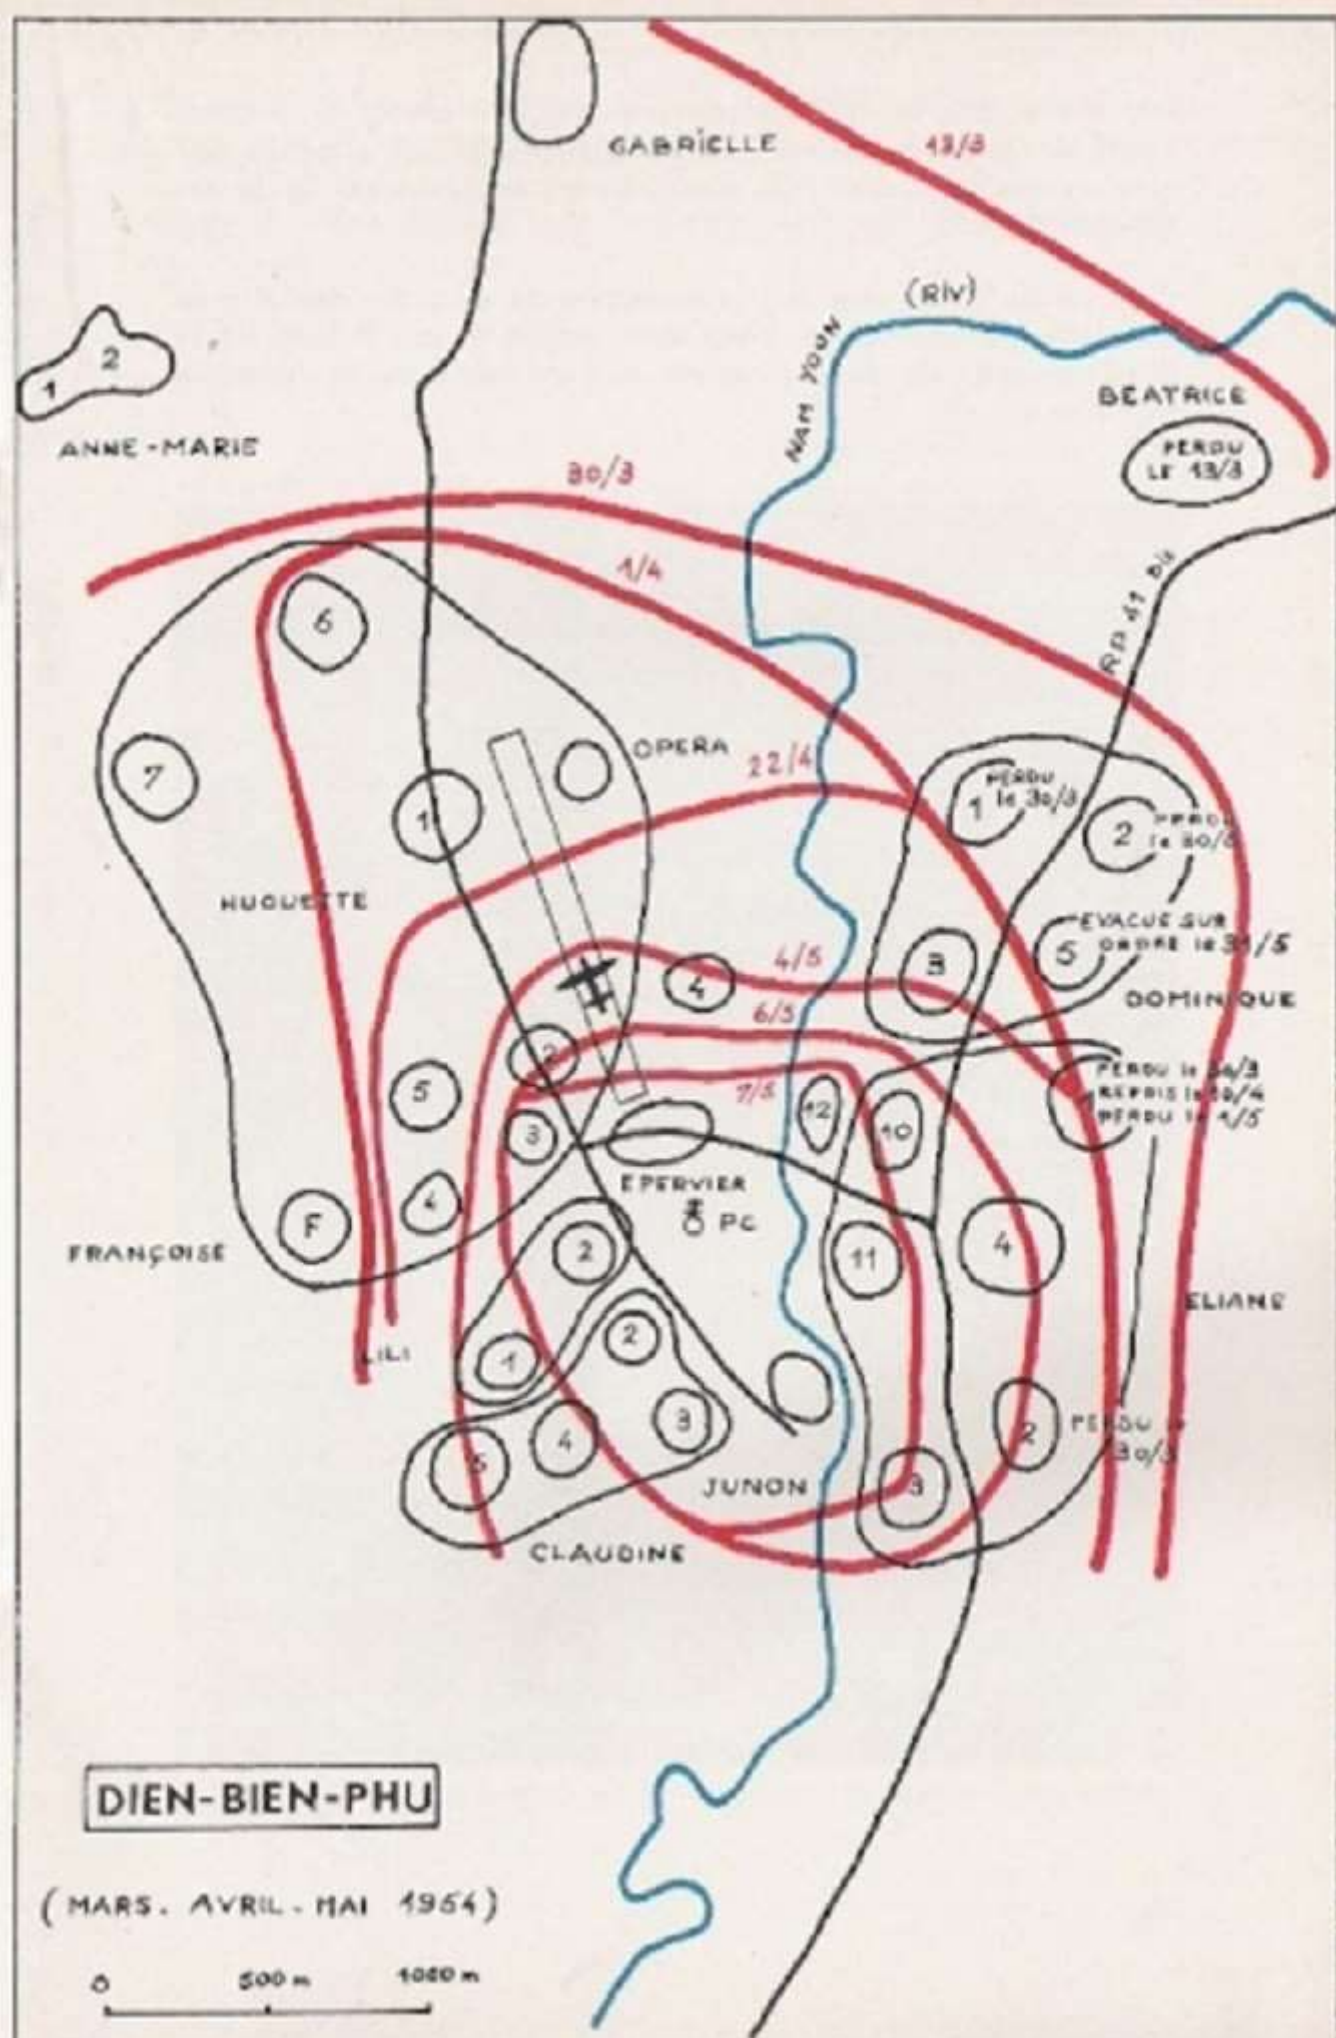 GABRIELLE
13/3
(RIV)
NAM YOUN
BEATRICE
PERDU
LE 13/3
2
1
ANNE-MARIE
30/3
1/4
RP 41 Bis
6
7
OPERA
22/4
1
PERDU
le 30/3
1
2
PERDU
HUGUETTE
EVACUE SUR
ORDRE le 31/5
3
5
4/5
4
DOMINIQUE
6/5
2
PERDU le 30/3
REPRIS le 10/4
PERDU le 1/5
7/5
5
12
10
3
EPERVIER
PC
4
F
2
11
4
FRANÇOISE
ELIANE
LILI
2
1
3
4
2
PERDU le
30/3
5
JUNON
3
CLAUDINE
DIEN-BIEN-PHU
(MARS. AVRIL. MAI 1954)
0 500 m 1000 m